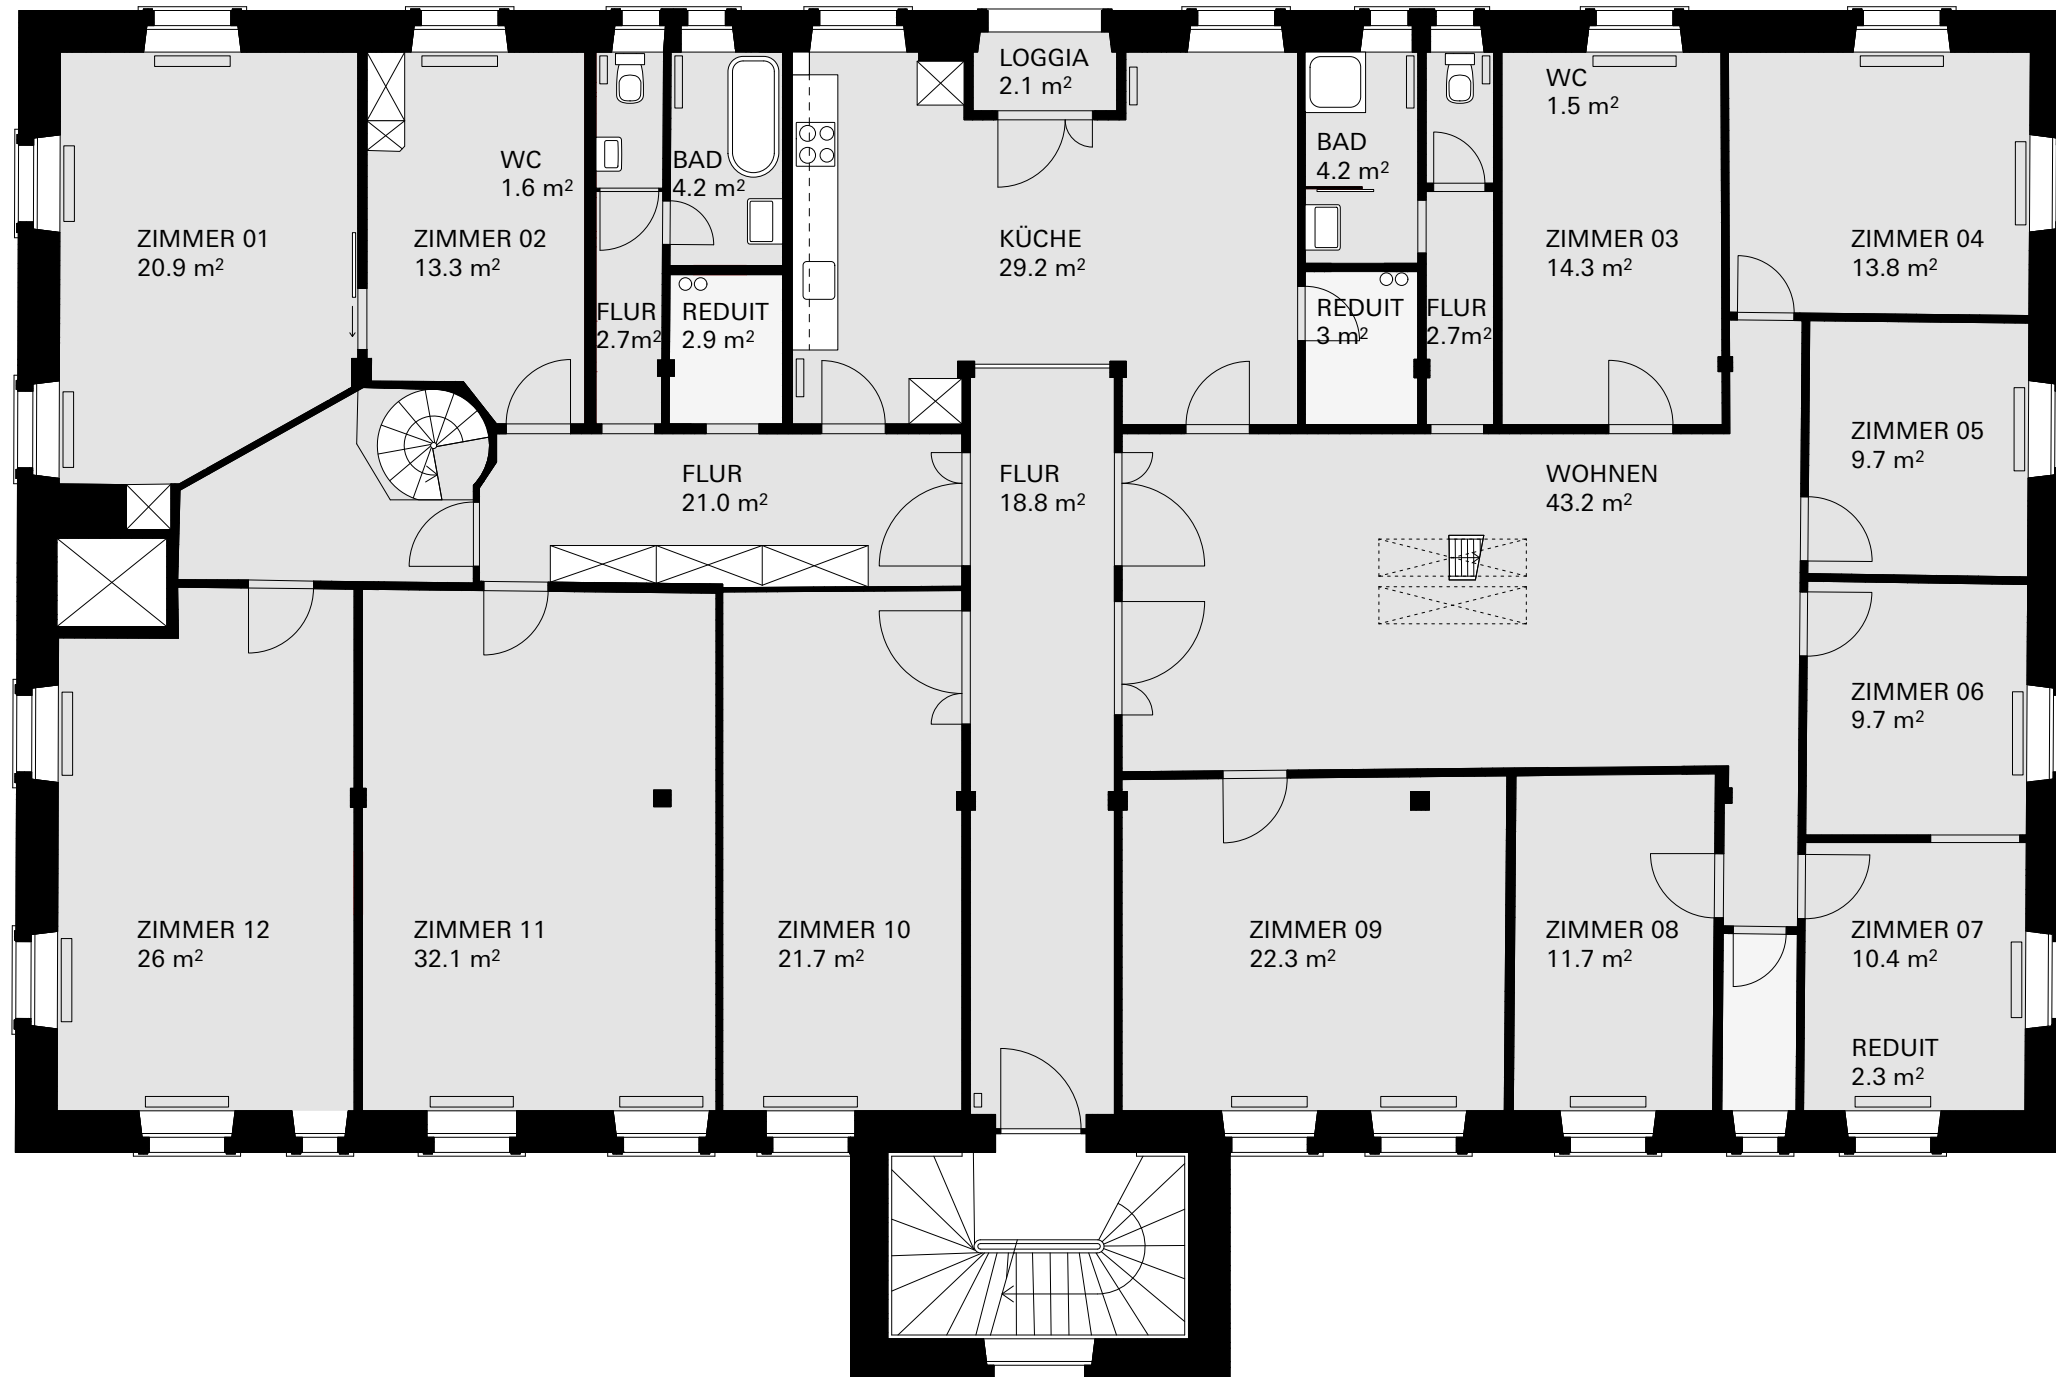 LOGGIA
2.1 m²
WC
1.5 m²
BAD
4.2 m²
WC
1.6 m²
BAD
4.2 m²
ZIMMER 01
20.9 m²
ZIMMER 02
13.3 m²
KÜCHE
29.2 m²
ZIMMER 03
14.3 m²
ZIMMER 04
13.8 m²
FLUR
2.7m²
REDUIT
2.9 m²
REDUIT
3 m²
FLUR
2.7m²
ZIMMER 05
9.7 m²
FLUR
21.0 m²
FLUR
18.8 m²
WOHNEN
43.2 m²
ZIMMER 06
9.7 m²
ZIMMER 12
26 m²
ZIMMER 11
32.1 m²
ZIMMER 10
21.7 m²
ZIMMER 09
22.3 m²
ZIMMER 08
11.7 m²
ZIMMER 07
10.4 m²
REDUIT
2.3 m²